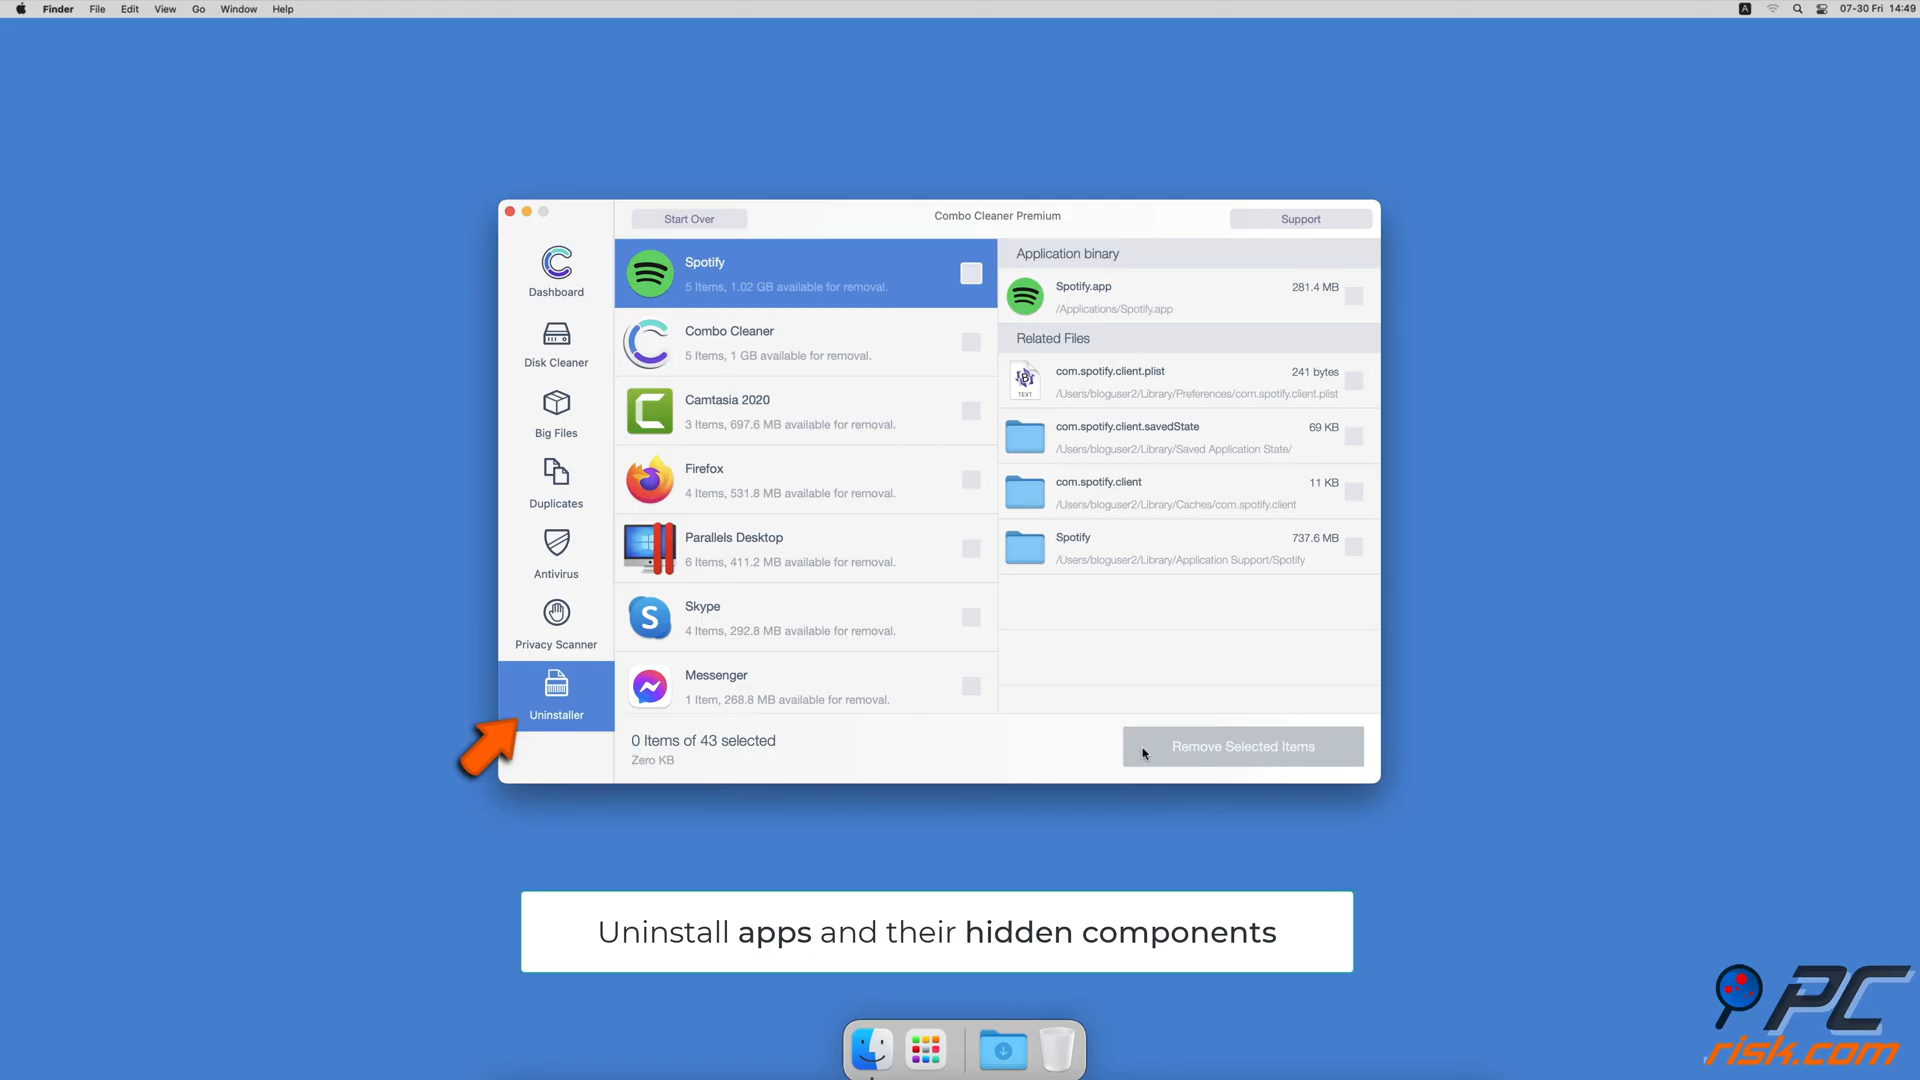 Finder File Edit View Go Window Help
A
07-30 Fri 14:49
Start Over
Combo Cleaner Premium
Support
Dashboard
Disk Cleaner
Big Files
Duplicates
Antivirus
Privacy Scanner
Uninstaller
Spotify
5 Items, 1.02 GB available for removal.
Combo Cleaner
5 Items, 1 GB available for removal.
Camtasia 2020
3 Items, 697.6 MB available for removal.
Firefox
4 Items, 531.8 MB available for removal.
Parallels Desktop
6 Items, 411.2 MB available for removal.
S
Skype
4 Items, 292.8 MB available for removal.
Messenger
1 Item, 268.8 MB available for removal.
Application binary
Spotify.app 281.4 MB
/Applications/Spotify.app
Related Files
com.spotify.client.plist 241 bytes
/Users/bloguser2/Library/Preferences/com.spotify.client.plist
TEXT
com.spotify.client.savedState 69 KB
/Users/bloguser2/Library/Saved Application State/
com.spotify.client 11 KB
/Users/bloguser2/Library/Caches/com.spotify.client
Spotify 737.6 MB
/Users/bloguser2/Library/Application Support/Spotify
0 Items of 43 selected
Zero KB
Remove Selected Items
Uninstall apps and their hidden components
PC
risk.com